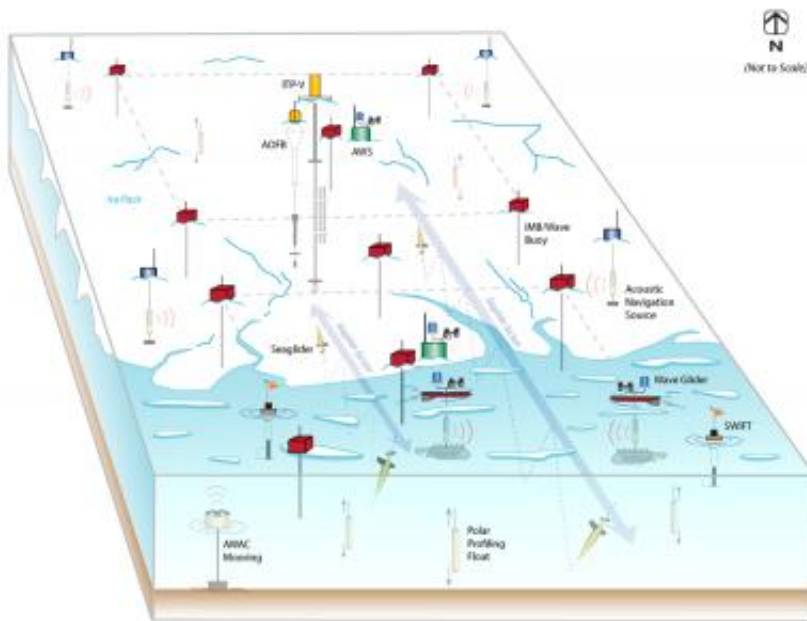 N
(Not to Scale)
ITP-V
AOFB
AWS
Ice Pack
IMB/Wave
Buoy
Acoustic
Navigation
Source
Seaglider
Wave Glider
SWIFT
AWAC
Mooring
Polar
Profiling
Float